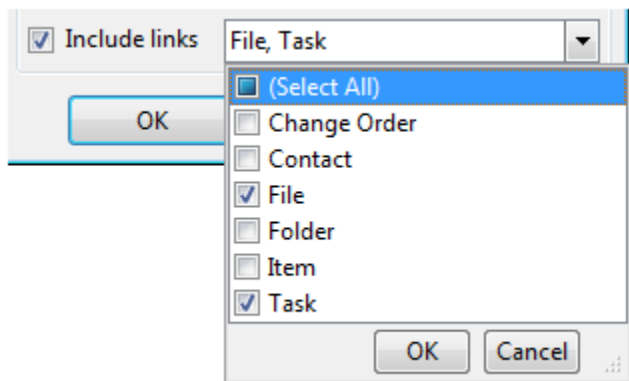 Include links File, Task
(Select All)
OK Change Order
Contact
File
Folder
Item
Task
OK Cancel